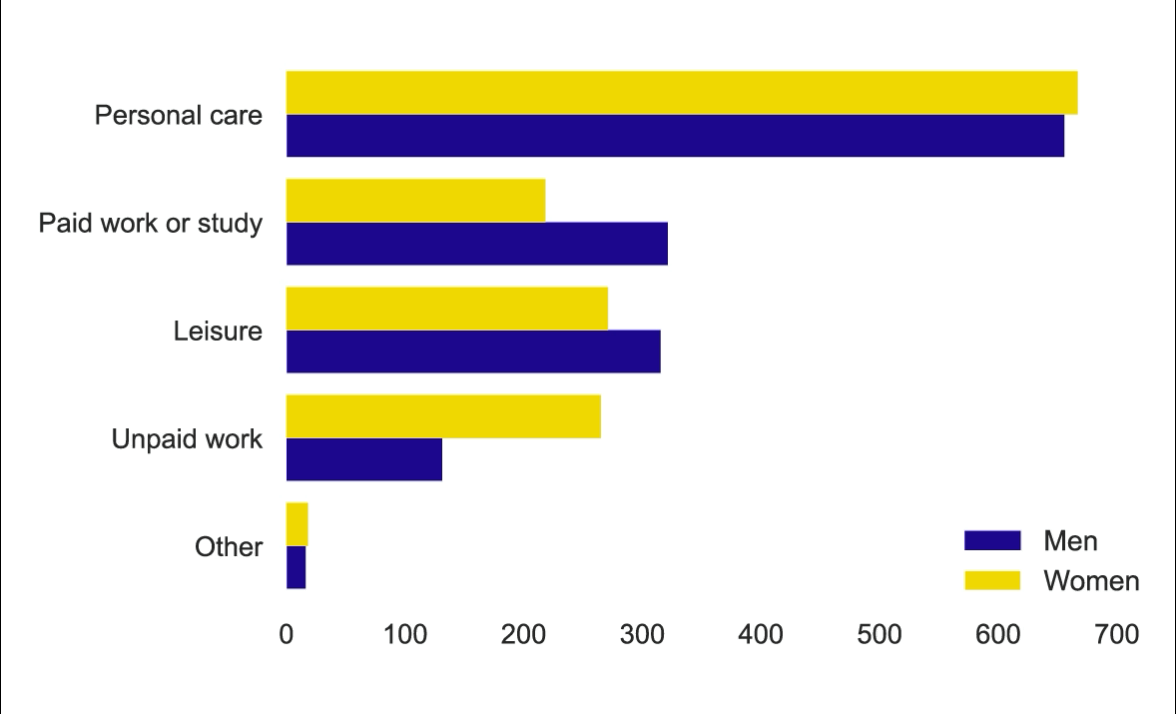 Personal care
Paid work or study
Leisure
Unpaid work
Other
Men
Women
0 100 200 300 400 500 600 700